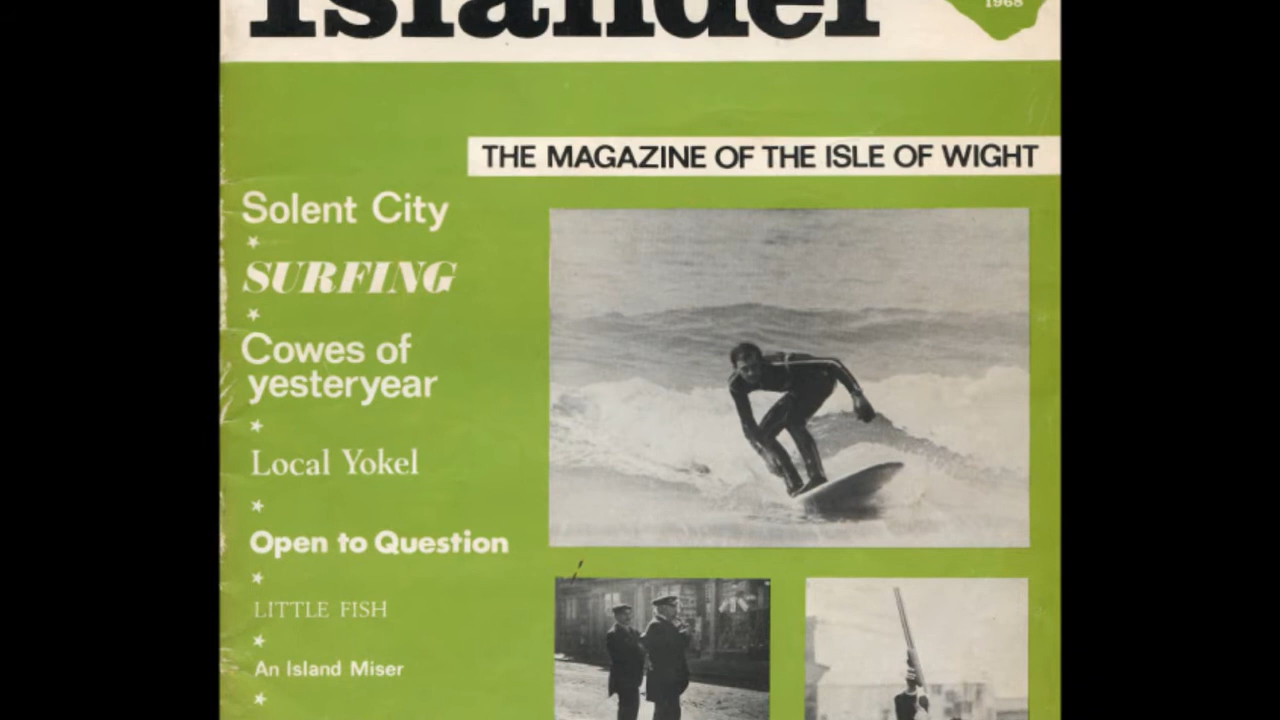 Islander
1968
THE MAGAZINE OF THE ISLE OF WIGHT
Solent City
SURFING
Cowes of
yesteryear
Local Yokel
Open to Question
LITTLE FISH
An Island Miser